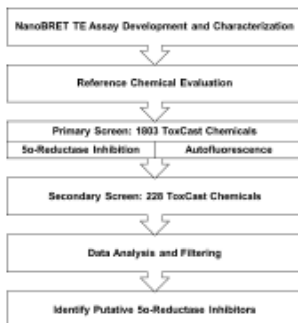 NanoBRET TE Assay Development and Characterization
Reference Chemical Evaluation
Primary Screen: 1803 ToxCast Chemicals
5α-Reductase Inhibition
Autofluorescence
Secondary Screen: 228 ToxCast Chemicals
Data Analysis and Filtering
Identify Putative 5α-Reductase Inhibitors